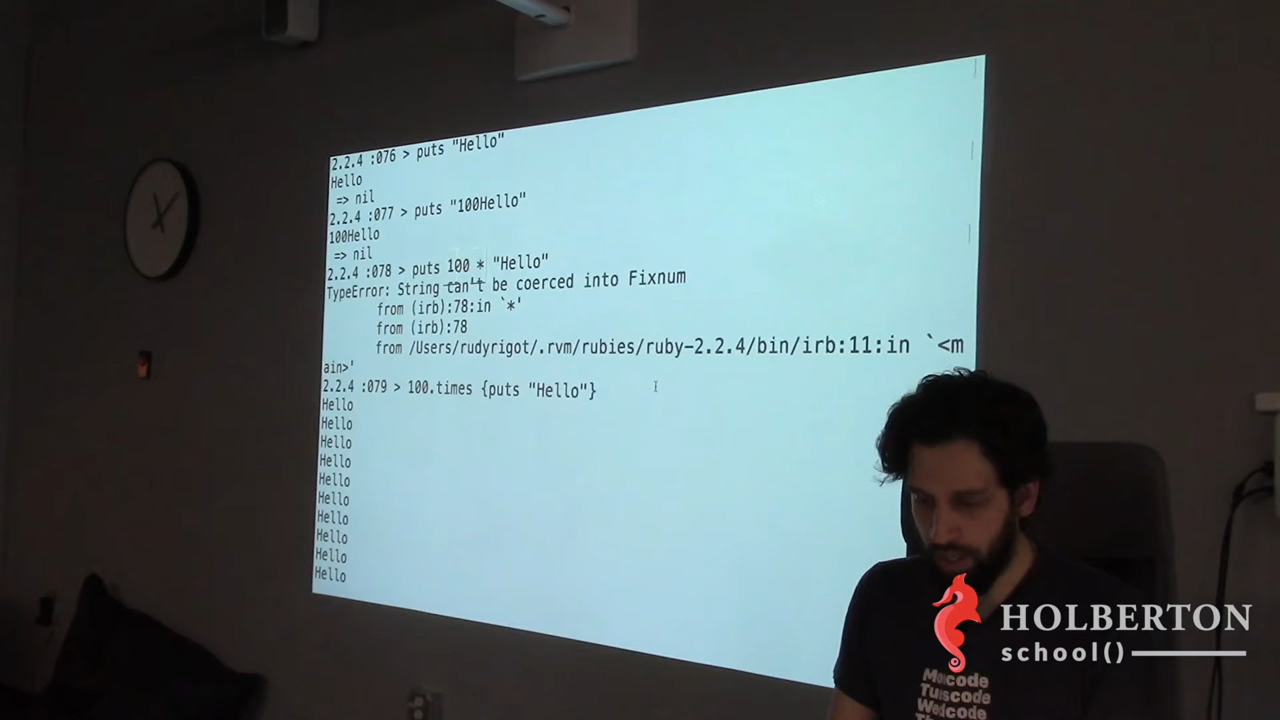 2.2.4 :076 > puts "Hello"
Hello
=> nil
2.2.4 :077 > puts "100Hello"
100Hello
=> nil
2.2.4 :078 > puts 100 * "Hello"
TypeError: String can't be coerced into Fixnum
from (irb):78:in `*'
from (irb):78
from /Users/rudyrigot/.rvm/rubies/ruby-2.2.4/bin/irb:11:in `<m
ain>'
2.2.4 :079 > 100.times {puts "Hello"}
Hello
Hello
Hello
Hello
Hello
Hello
Hello
Hello
Hello
Hello
HOLBERTON
school()
Moncode
Tuescode
Wedcode